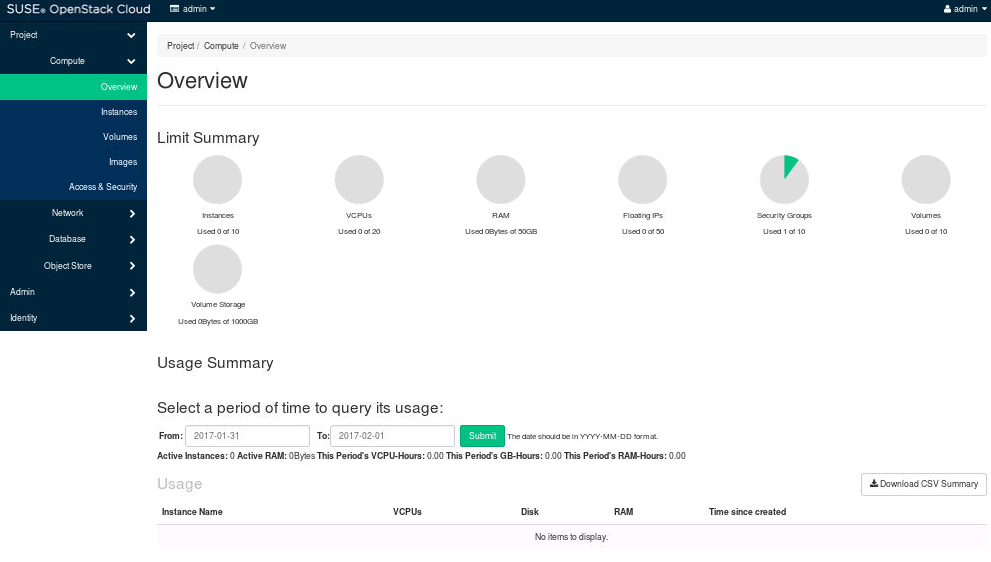 SUSE® OpenStack Cloud admin admin
Project
Compute
Overview
Instances
Volumes
Images
Access & Security
Network
Database
Object Store
Admin
Identity
Project / Compute / Overview
Overview
Limit Summary
Instances VCPUs RAM Floating IPs Security Groups Volumes
Used 0 of 10 Used 0 of 20 Used 0Bytes of 50GB Used 0 of 50 Used 1 of 10 Used 0 of 10
Volume Storage
Used 0Bytes of 1000GB
Usage Summary
Select a period of time to query its usage:
From: 2017-01-31 To: 2017-02-01 Submit The date should be in YYYY-MM-DD format.
Active Instances: 0 Active RAM: 0Bytes This Period's VCPU-Hours: 0.00 This Period's GB-Hours: 0.00 This Period's RAM-Hours: 0.00
Usage Download CSV Summary
Instance Name VCPUs Disk RAM Time since created
No items to display.